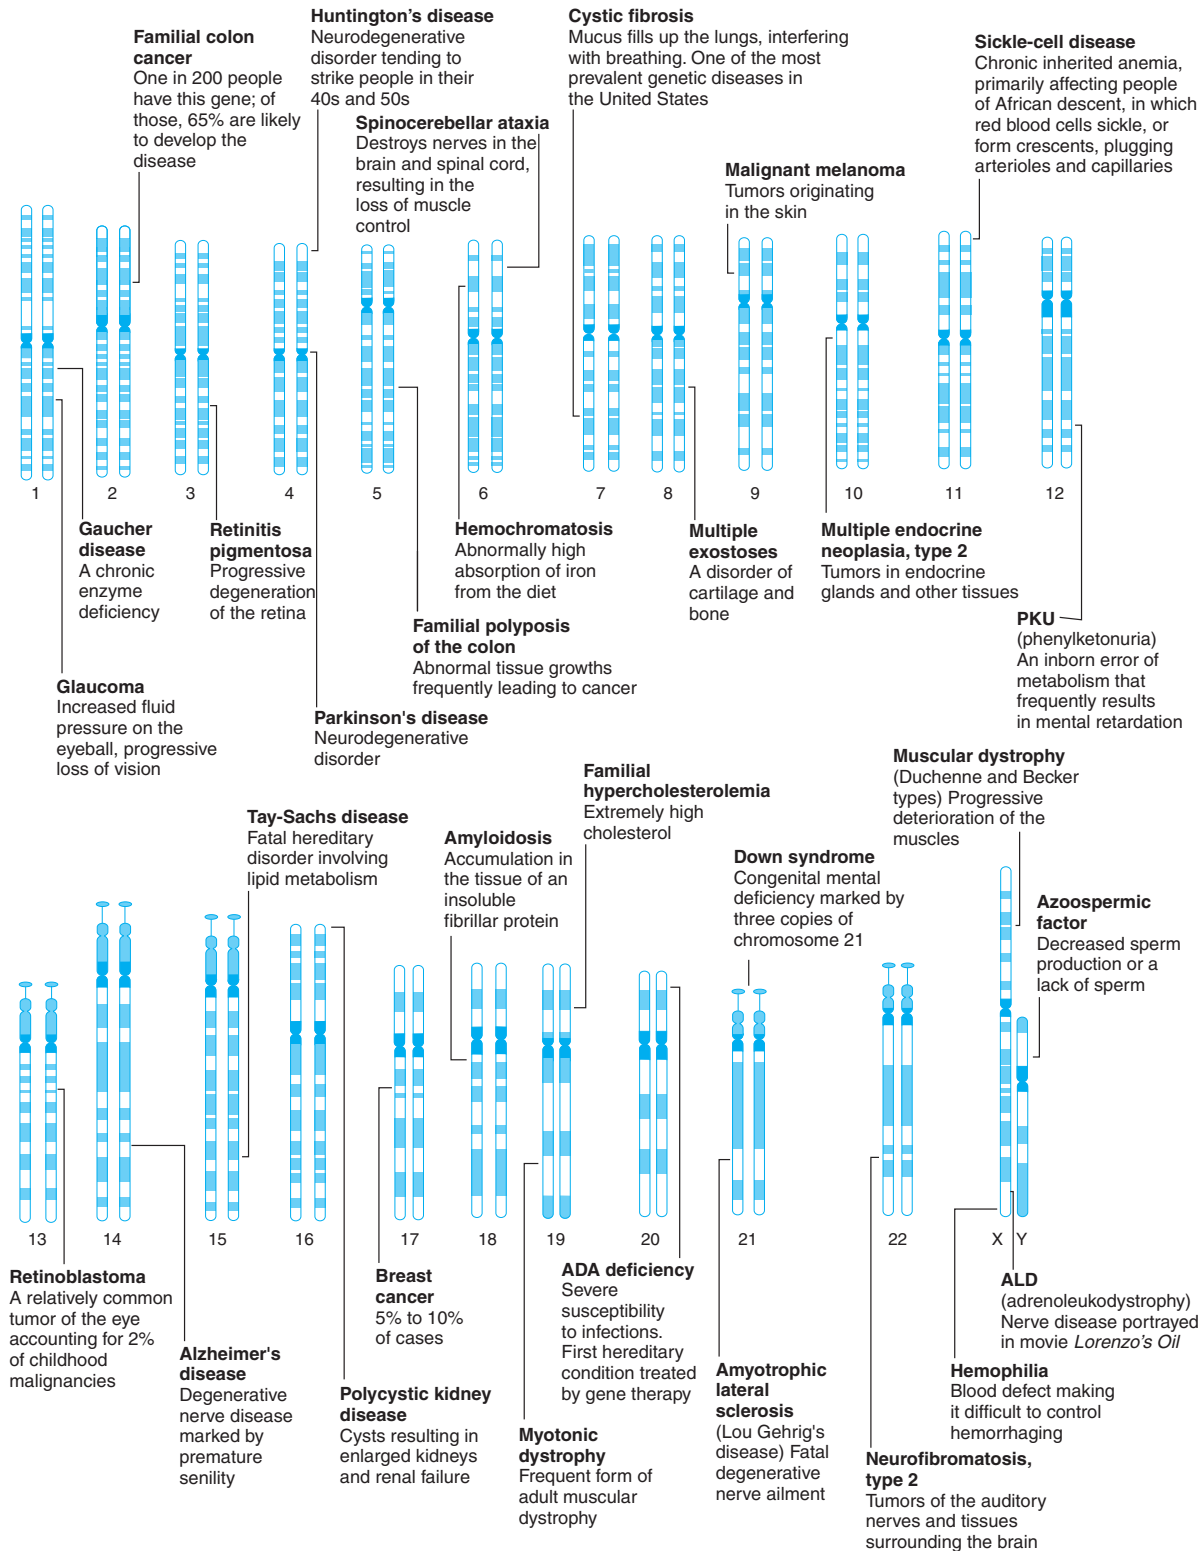 Familial colon
cancer
One in 200 people
have this gene; of
those, 65% are likely
to develop the
disease
Huntington’s disease
Neurodegenerative
disorder tending to
strike people in their
40s and 50s
Spinocerebellar ataxia
Destroys nerves in the
brain and spinal cord,
resulting in the
loss of muscle
control
Cystic fibrosis
Mucus fills up the lungs, interfering
with breathing. One of the most
prevalent genetic diseases in
the United States
Malignant melanoma
Tumors originating
in the skin
Sickle-cell disease
Chronic inherited anemia,
primarily affecting people
of African descent, in which
red blood cells sickle, or
form crescents, plugging
arterioles and capillaries
1 2 3 4 5 6 7 8 9 10 11 12
Gaucher
disease
A chronic
enzyme
deficiency
Retinitis
pigmentosa
Progressive
degeneration
of the retina
Hemochromatosis
Abnormally high
absorption of iron
from the diet
Multiple
exostoses
A disorder of
cartilage and
bone
Multiple endocrine
neoplasia, type 2
Tumors in endocrine
glands and other tissues
PKU
(phenylketonuria)
An inborn error of
metabolism that
frequently results
in mental retardation
Familial polyposis
of the colon
Abnormal tissue growths
frequently leading to cancer
Glaucoma
Increased fluid
pressure on the
eyeball, progressive
loss of vision
Parkinson's disease
Neurodegenerative
disorder
Tay-Sachs disease
Fatal hereditary
disorder involving
lipid metabolism
Amyloidosis
Accumulation in
the tissue of an
insoluble
fibrillar protein
Familial
hypercholesterolemia
Extremely high
cholesterol
Down syndrome
Congenital mental
deficiency marked by
three copies of
chromosome 21
Muscular dystrophy
(Duchenne and Becker
types) Progressive
deterioration of the
muscles
Azoospermic
factor
Decreased sperm
production or a
lack of sperm
13 14 15 16 17 18 19 20 21 22 X Y
Retinoblastoma
A relatively common
tumor of the eye
accounting for 2%
of childhood
malignancies
Alzheimer's
disease
Degenerative
nerve disease
marked by
premature
senility
Polycystic kidney
disease
Cysts resulting in
enlarged kidneys
and renal failure
Breast
cancer
5% to 10%
of cases
Myotonic
dystrophy
Frequent form of
adult muscular
dystrophy
ADA deficiency
Severe
susceptibility
to infections.
First hereditary
condition treated
by gene therapy
Amyotrophic
lateral
sclerosis
(Lou Gehrig's
disease) Fatal
degenerative
nerve ailment
Neurofibromatosis,
type 2
Tumors of the auditory
nerves and tissues
surrounding the brain
Hemophilia
Blood defect making
it difficult to control
hemorrhaging
ALD
(adrenoleukodystrophy)
Nerve disease portrayed
in movie Lorenzo's Oil